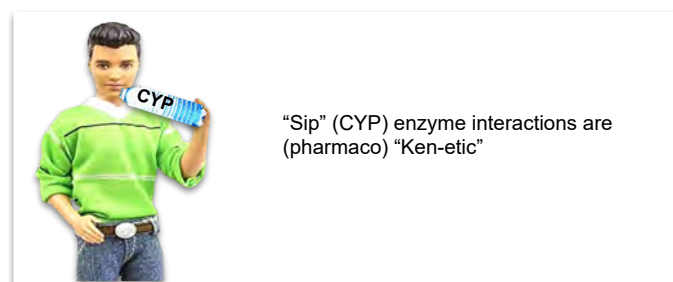 CYP
“Sip” (CYP) enzyme interactions are
(pharmaco) “Ken-etic”